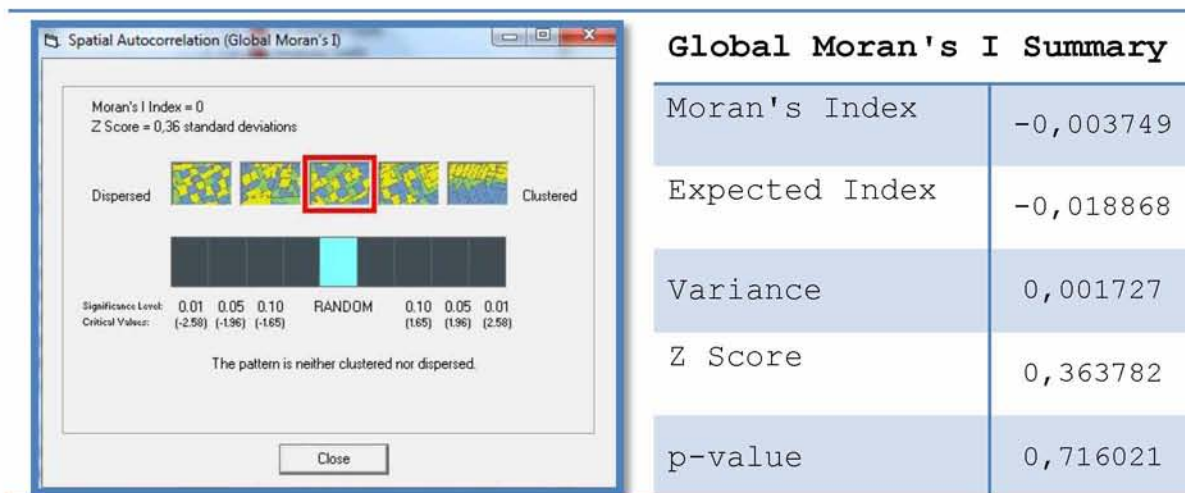 Spatial Autocorrelation (Global Moran's I)
Moran's I Index = 0
Z Score = 0,36 standard deviations
Dispersed
Clustered
Significance Level: 0.01 0.05 0.10 RANDOM 0.10 0.05 0.01
Critical Values: (-2.58) (-1.96) (-1.65) (1.65) (1.96) (2.58)
The pattern is neither clustered nor dispersed.
Close
Global Moran's I Summary
Moran's Index -0,003749
Expected Index -0,018868
Variance 0,001727
Z Score 0,363782
p-value 0,716021